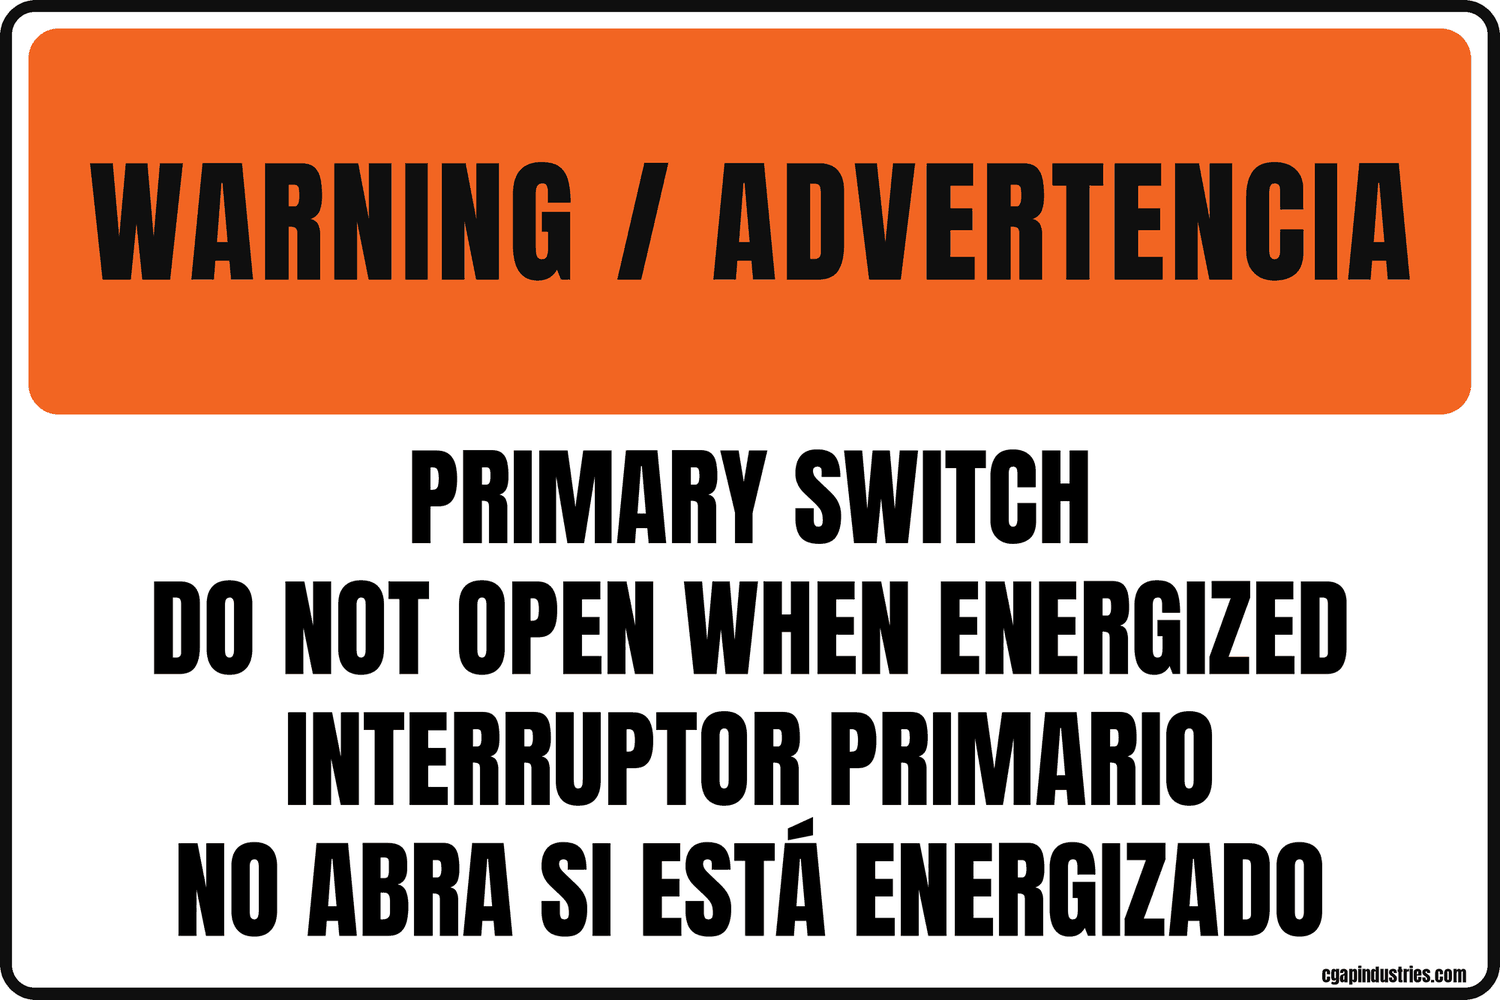 WARNING / ADVERTENCIA
PRIMARY SWITCH
DO NOT OPEN WHEN ENERGIZED
INTERRUPTOR PRIMARIO
NO ABRA SI ESTÁ ENERGIZADO
cgapindustries.com